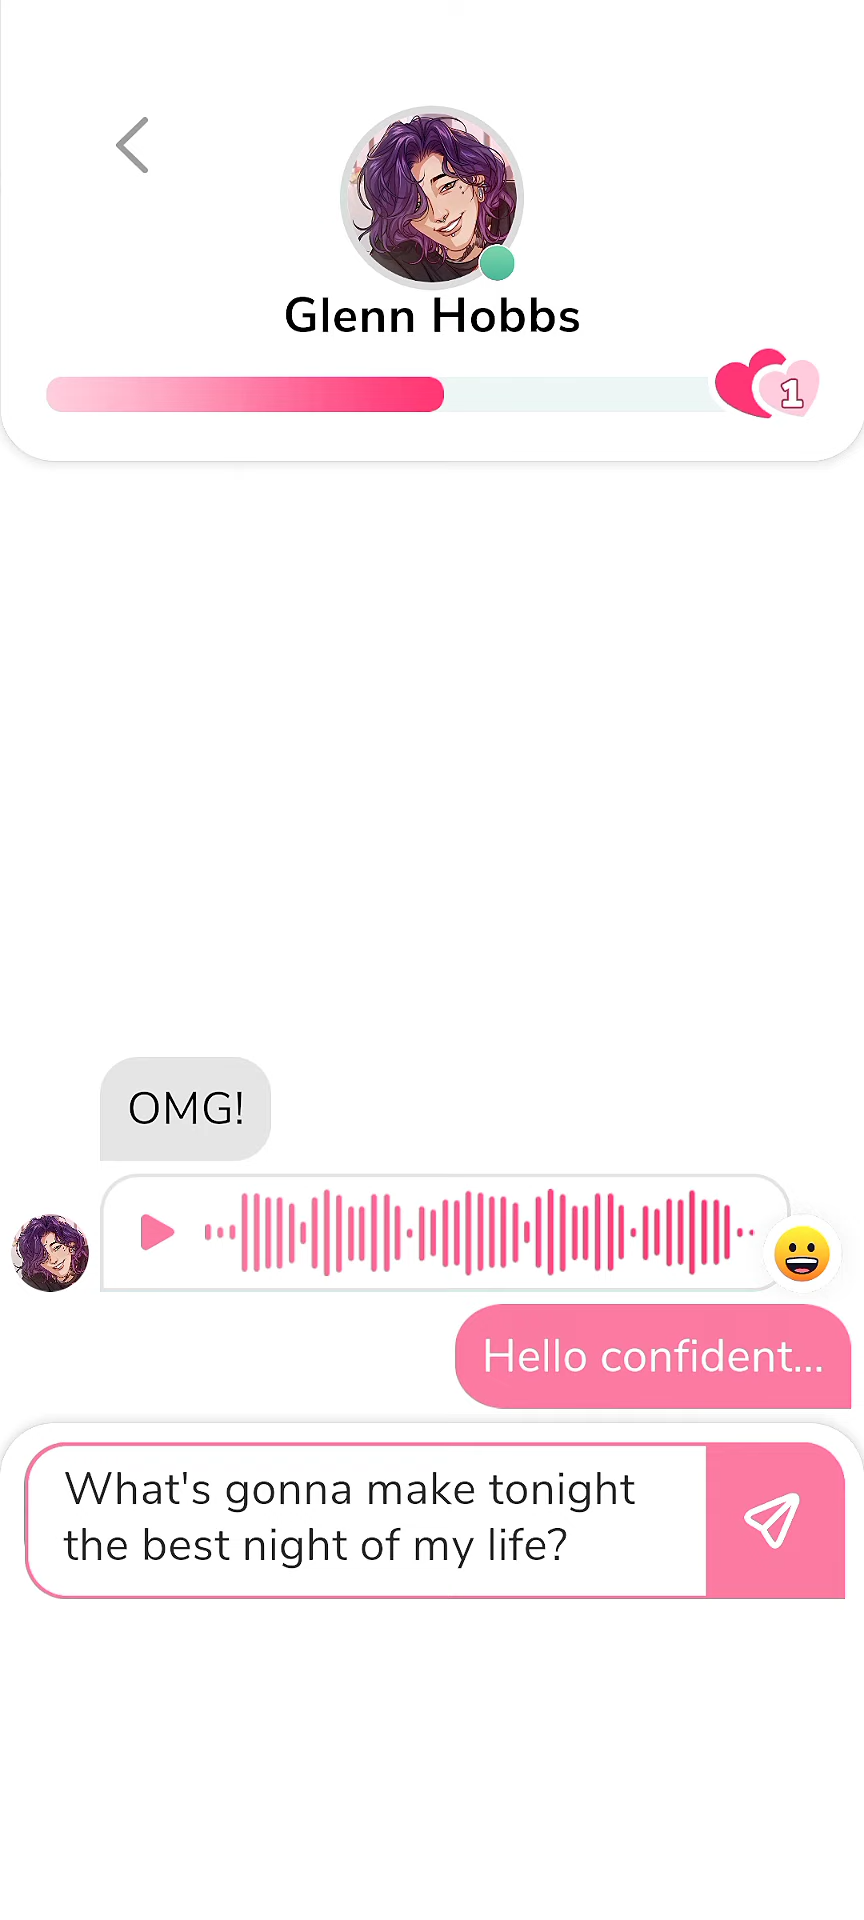 Glenn Hobbs
1
OMG!
Hello confident...
What's gonna make tonight
the best night of my life?